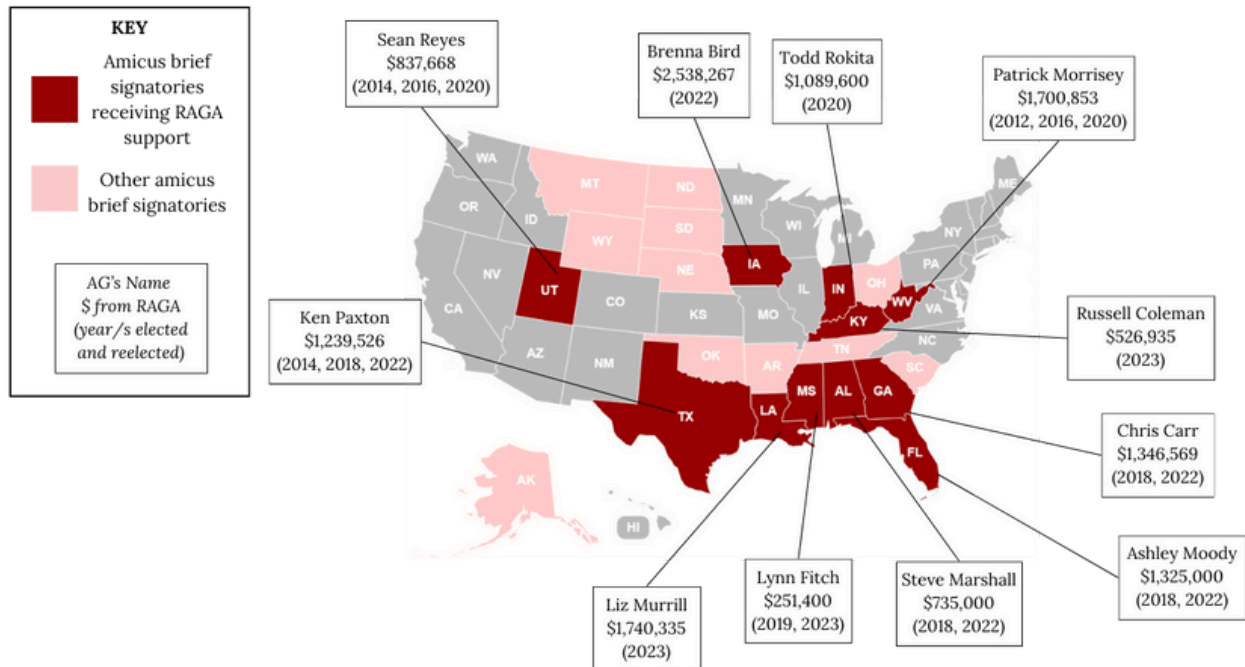 KEY
Amicus brief
signatories
receiving RAGA
support
Other amicus
brief signatories
AG's Name
$ from RAGA
(year/s elected
and reelected)
Sean Reyes
$837,668
(2014, 2016, 2020)
Brenna Bird
$2,538,267
(2022)
Todd Rokita
$1,089,600
(2020)
Patrick Morrisey
$1,700,853
(2012, 2016, 2020)
Ken Paxton
$1,239,526
(2014, 2018, 2022)
Russell Coleman
$526,935
(2023)
Chris Carr
$1,346,569
(2018, 2022)
Ashley Moody
$1,325,000
(2018, 2022)
Liz Murrill
$1,740,335
(2023)
Lynn Fitch
$251,400
(2019, 2023)
Steve Marshall
$735,000
(2018, 2022)
WA
MT
ND
MN
ME
OR
ID
WY
SD
WI
MI
NY
NV
UT
NE
IA
IL
IN
OH
PA
CA
CO
KS
MO
KY
WV
VA
AZ
NM
OK
AR
TN
NC
SC
TX
LA
MS
AL
GA
FL
AK
HI